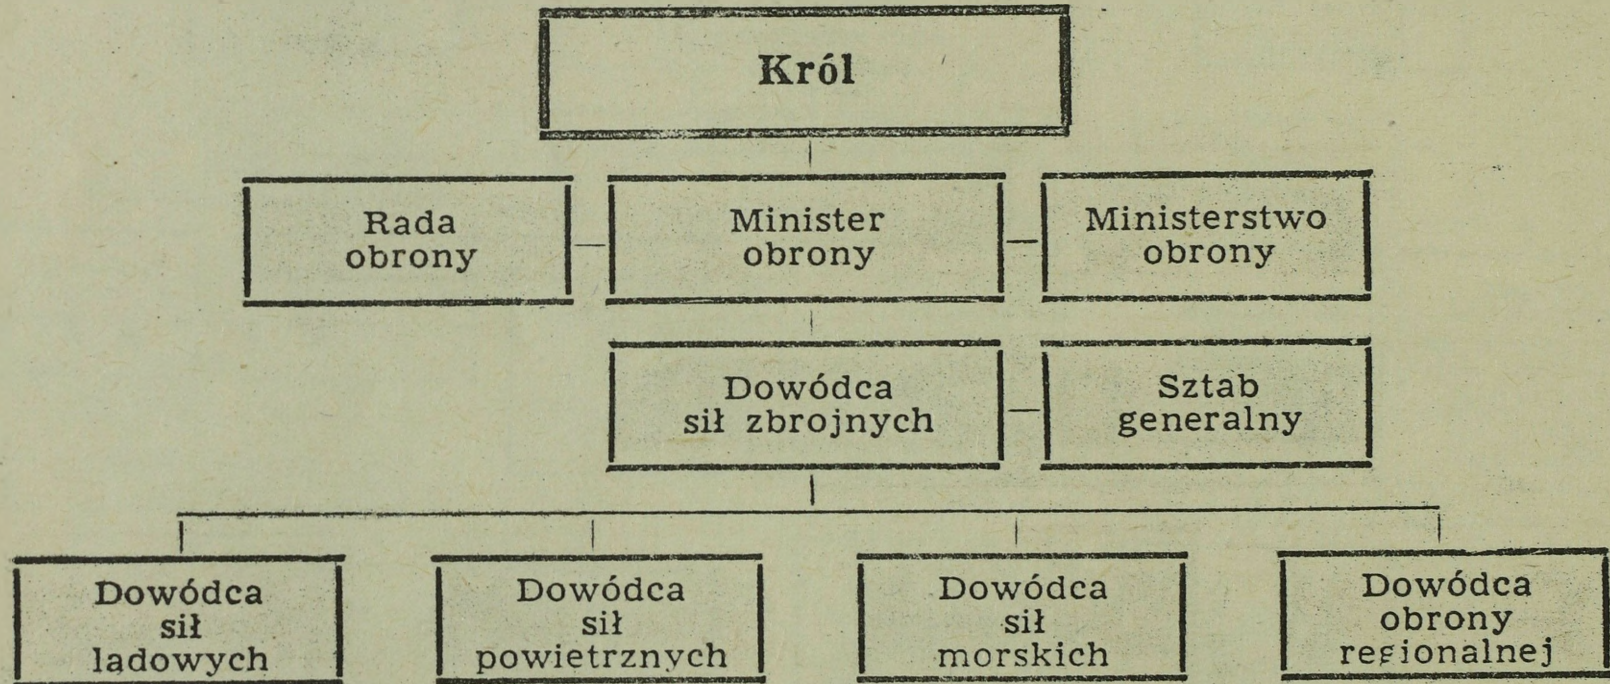 Król
Rada
obrony
Minister
obrony
Ministerstwo
obrony
Dowódca
sił zbrojnych
Sztab
generalny
Dowódca
sił
lądowych
Dowódca
sił
powietrznych
Dowódca
sił
morskich
Dowódca
obrony
regionalnej